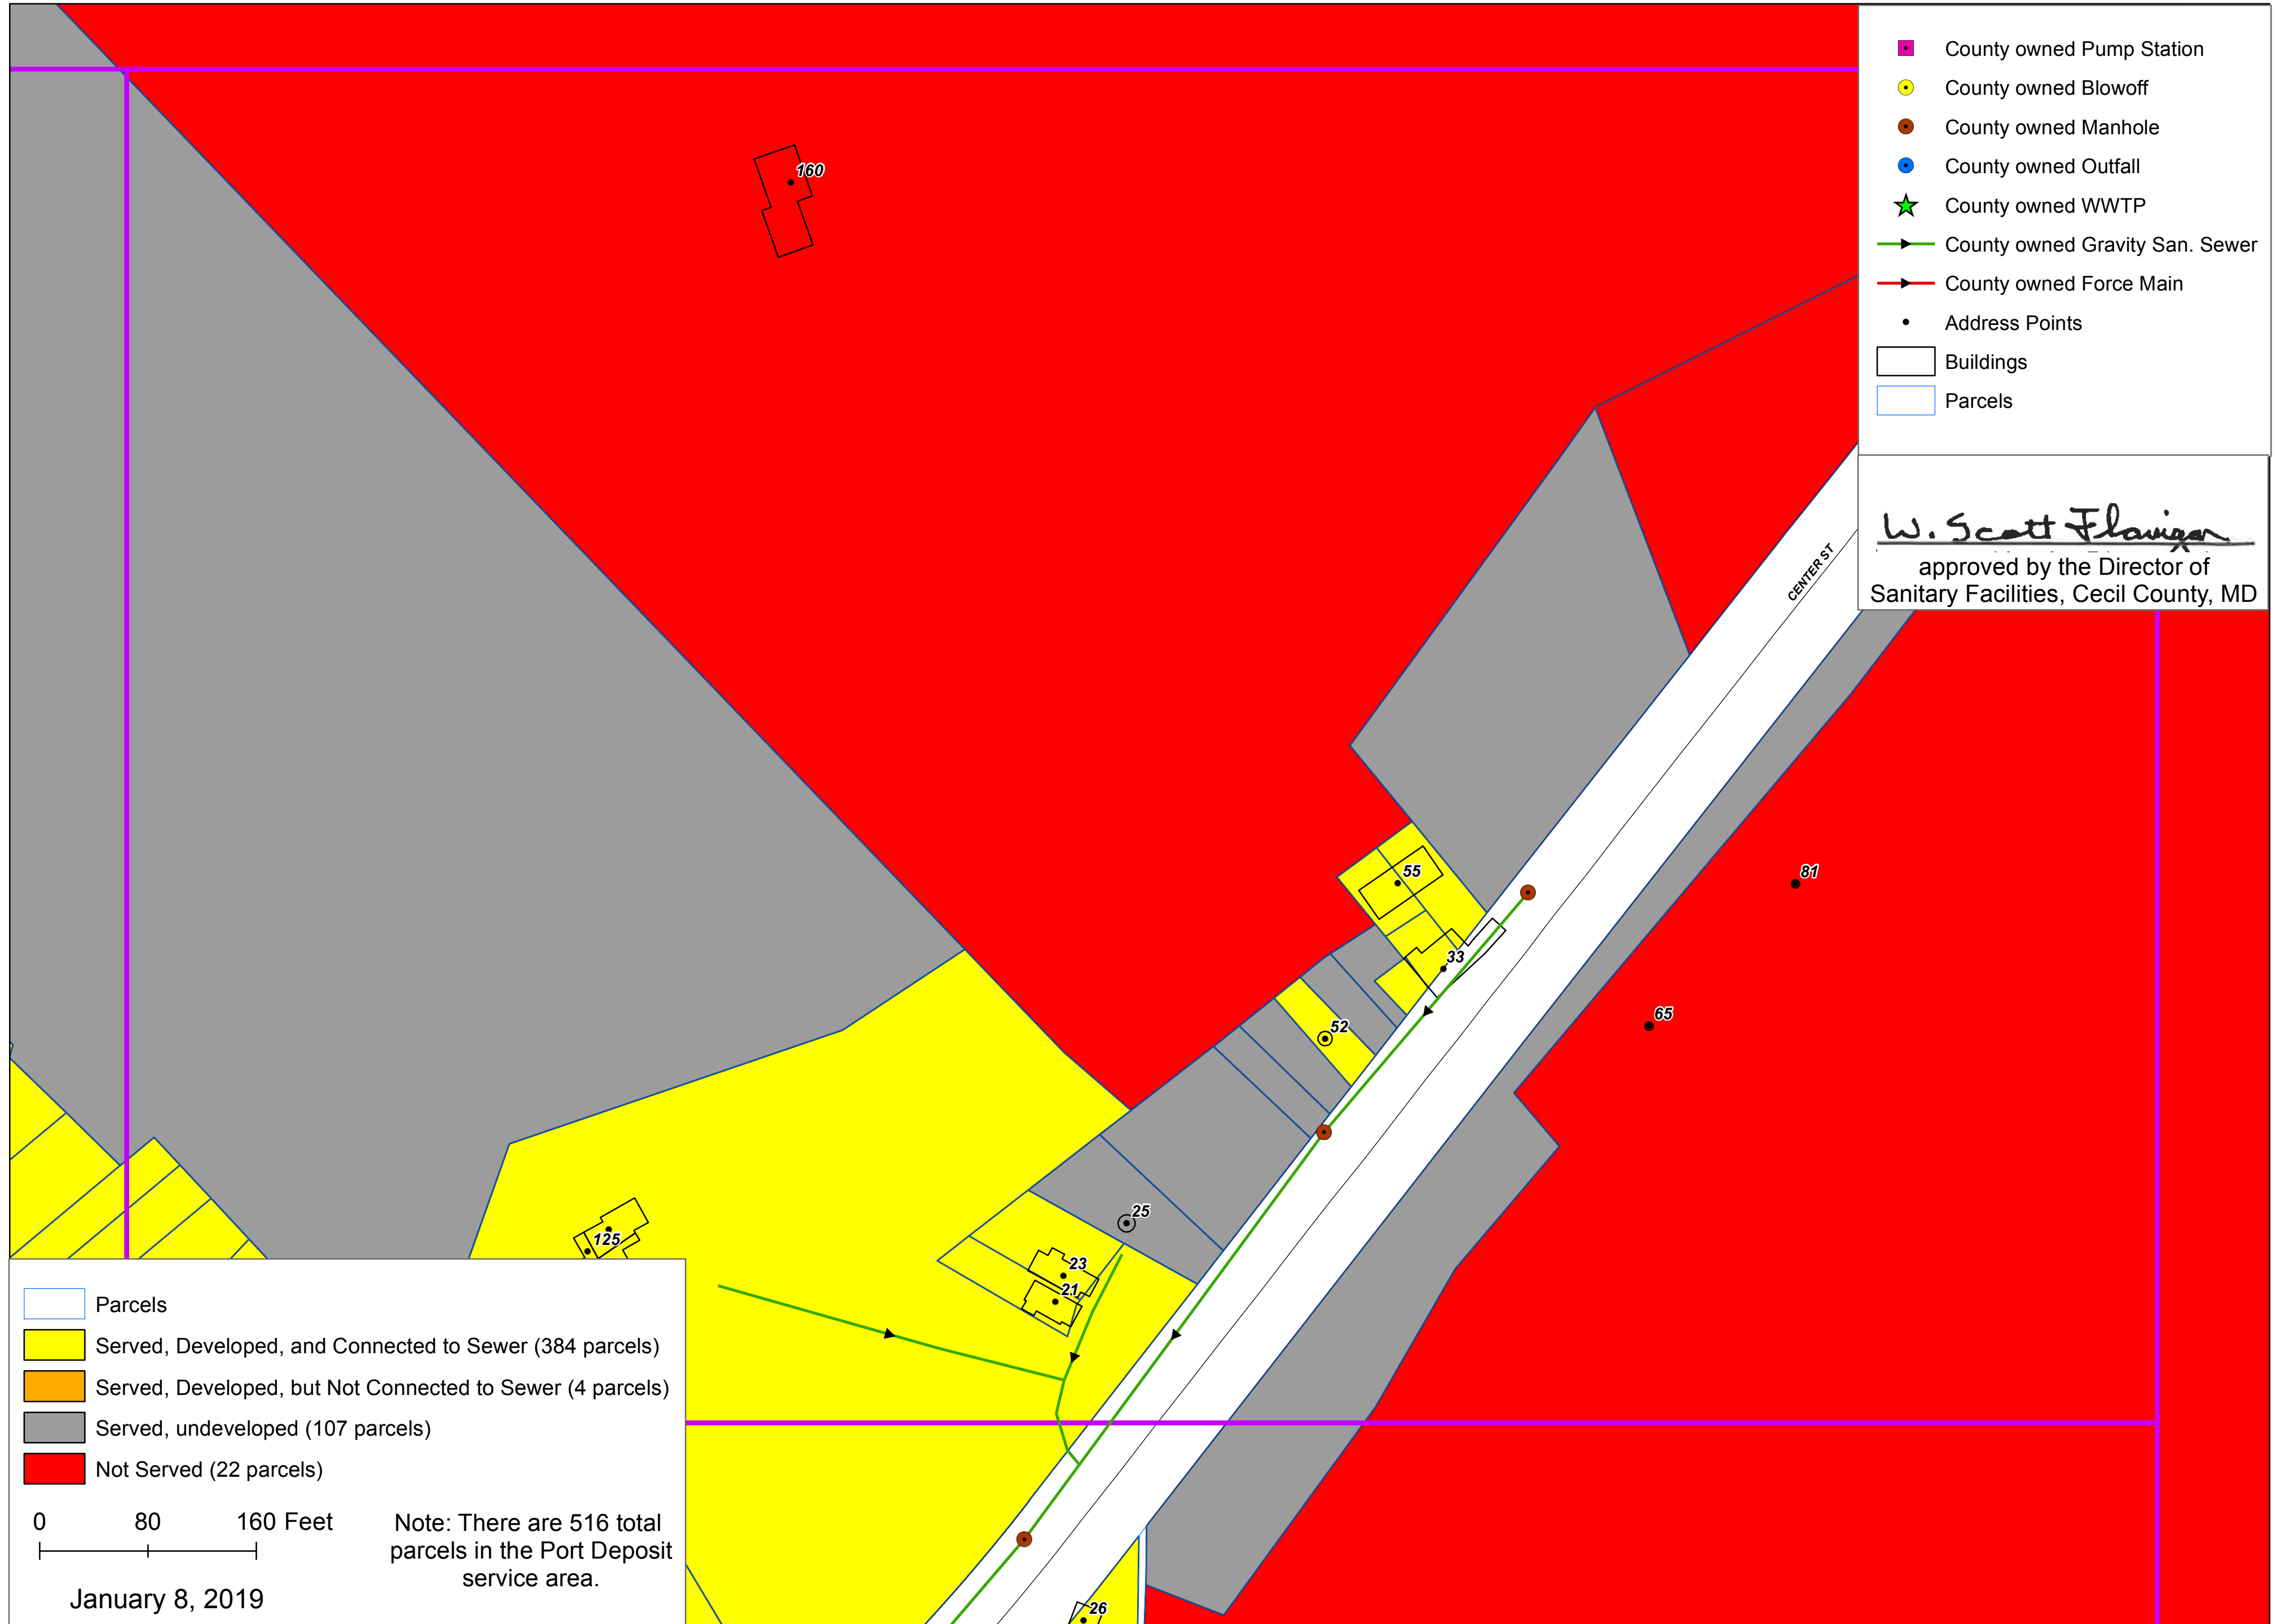 County owned Pump Station
County owned Blowoff
County owned Manhole
County owned Outfall
County owned WWTP
County owned Gravity San. Sewer
County owned Force Main
Address Points
Buildings
Parcels
W. Scott Flanigan
approved by the Director of
Sanitary Facilities, Cecil County, MD
160
CENTER ST
55
81
33
65
52
25
125
23
21
26
Parcels
Served, Developed, and Connected to Sewer (384 parcels)
Served, Developed, but Not Connected to Sewer (4 parcels)
Served, undeveloped (107 parcels)
Not Served (22 parcels)
0 80 160 Feet
Note: There are 516 total
parcels in the Port Deposit
service area.
January 8, 2019